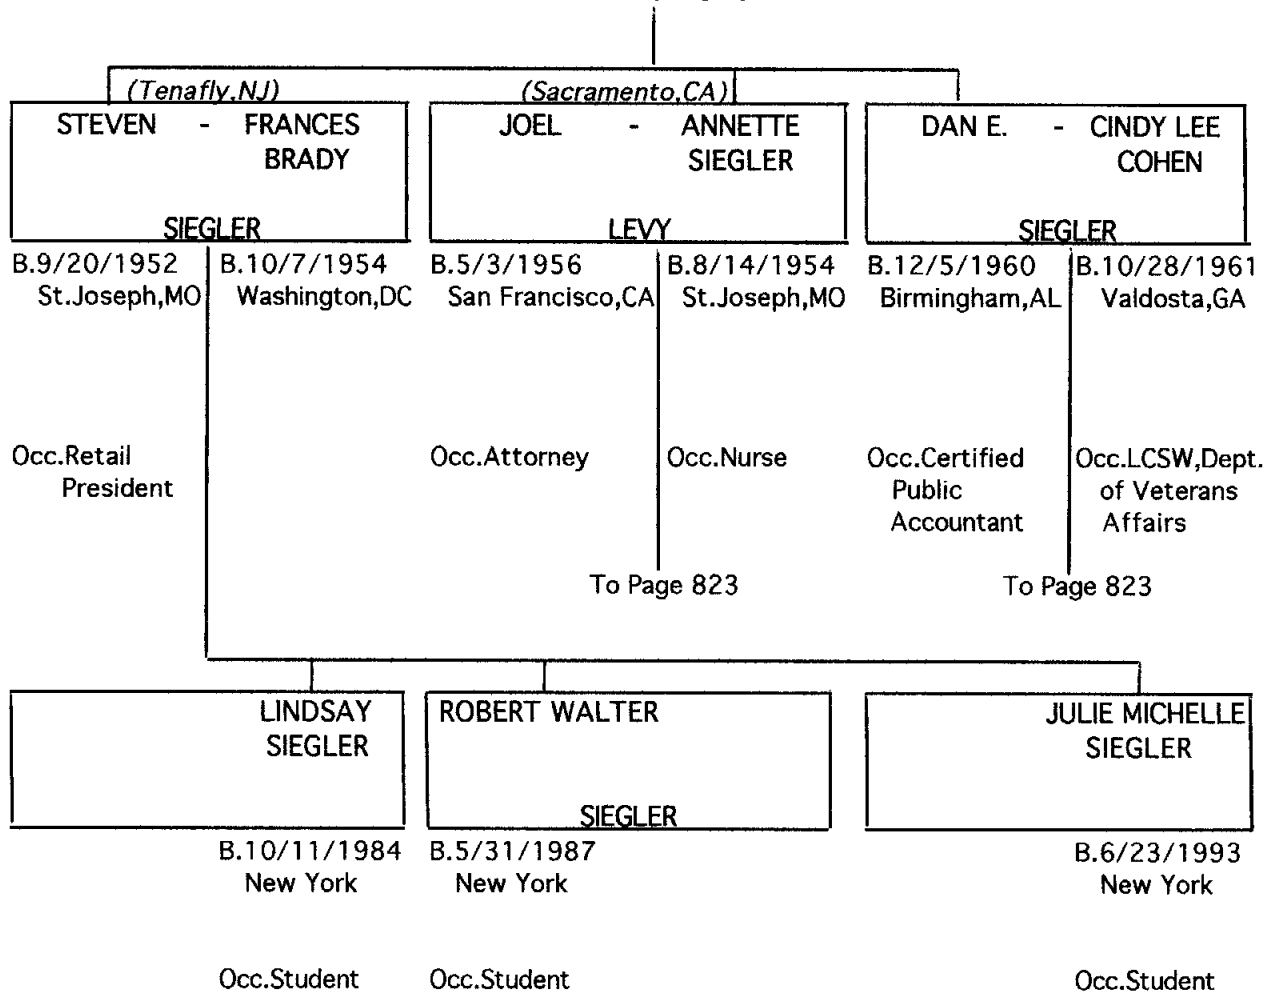 (Tenafly,NJ) (Sacramento,CA)
STEVEN - FRANCES JOEL - ANNETTE DAN E. - CINDY LEE
BRADY SIEGLER COHEN
SIEGLER LEVY SIEGLER
B.9/20/1952 B.10/7/1954 B.5/3/1956 B.8/14/1954 B.12/5/1960 B.10/28/1961
St.Joseph,MO Washington,DC San Francisco,CA St.Joseph,MO Birmingham,AL Valdosta,GA
Occ.Retail Occ.Attorney Occ.Nurse Occ.Certified Occ.LCSW,Dept.
President Public of Veterans
Accountant Affairs
To Page 823 To Page 823
LINDSAY ROBERT WALTER JULIE MICHELLE
SIEGLER SIEGLER
SIEGLER
B.10/11/1984 B.5/31/1987 B.6/23/1993
New York New York New York
Occ.Student Occ.Student Occ.Student